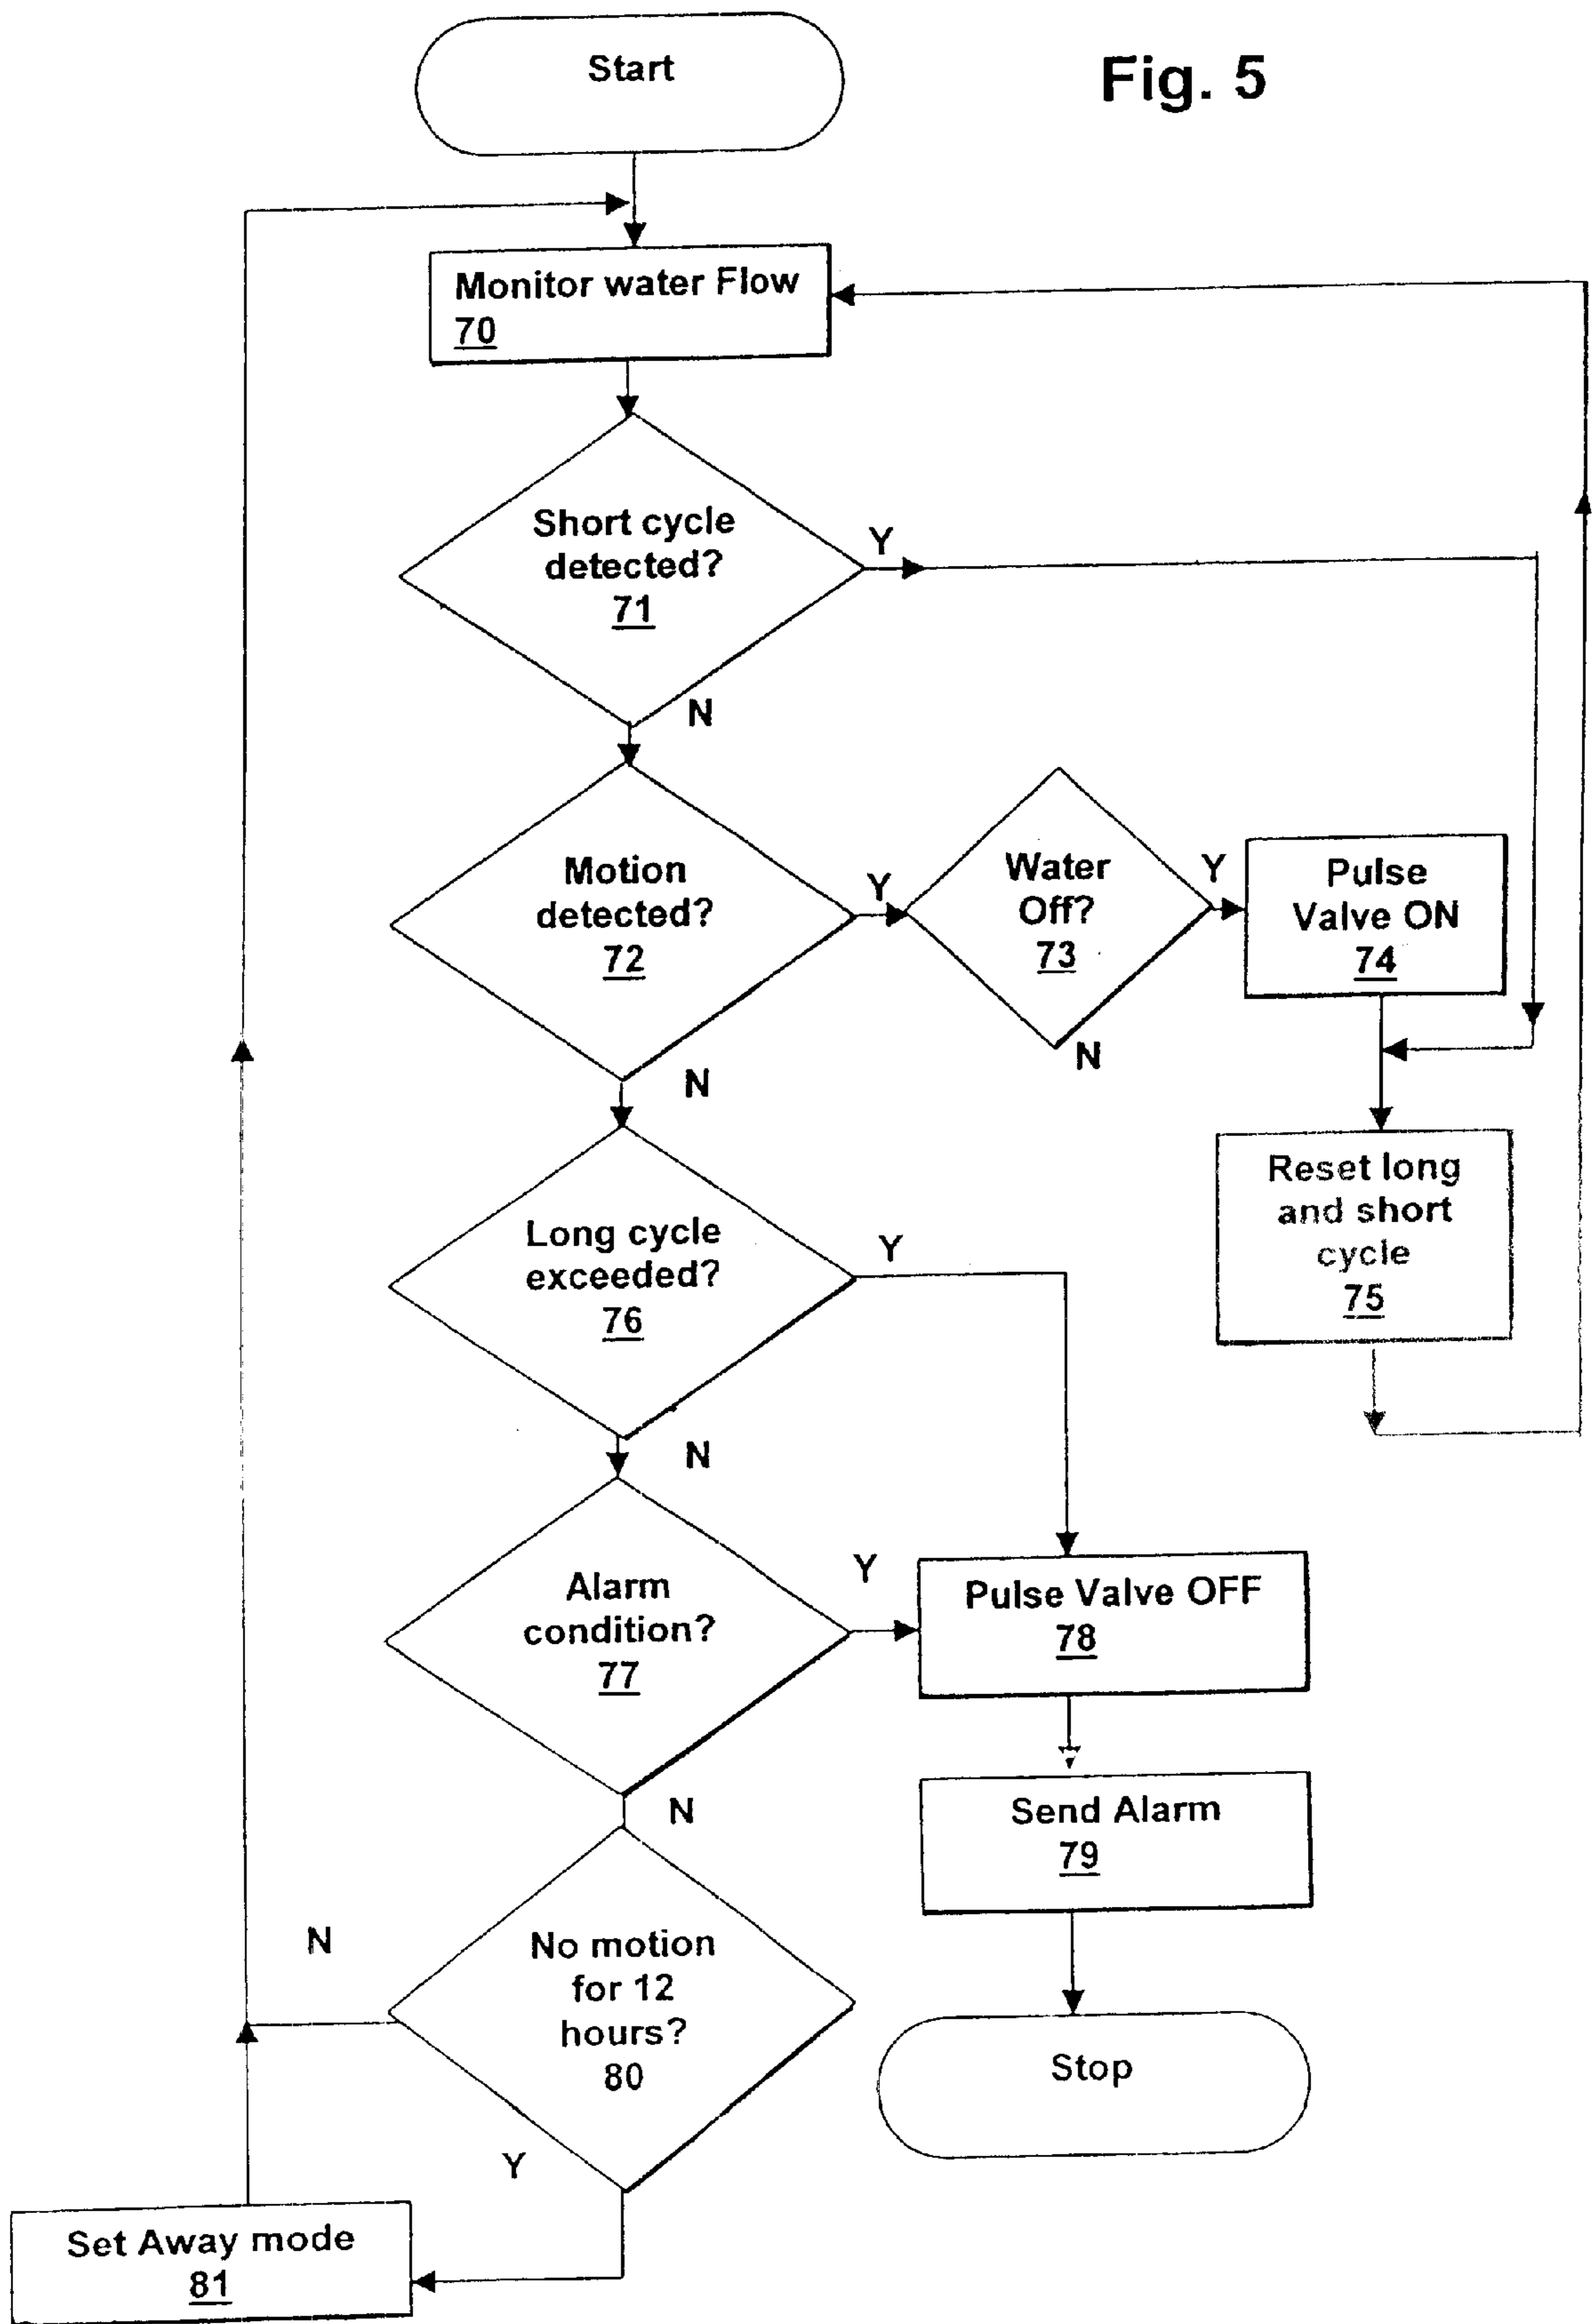 Start
Fig. 5
Monitor water Flow
70
Short cycle
detected?
71
Y
N
Motion
detected?
72
Y
N
Water
Off?
73
Y
N
Pulse
Valve ON
74
Reset long
and short
cycle
75
Long cycle
exceeded?
76
Y
N
Alarm
condition?
77
Y
N
Pulse Valve OFF
78
Send Alarm
79
Stop
No motion
for 12
hours?
80
N
Y
Set Away mode
81